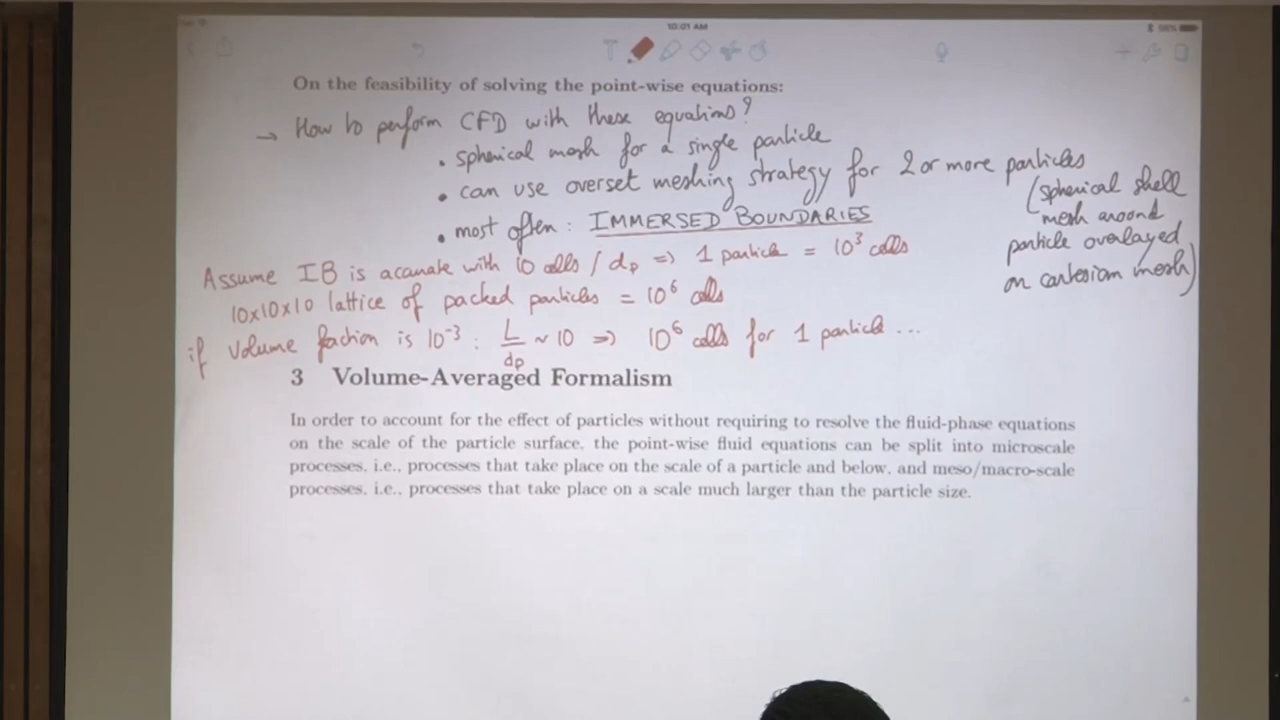 10:01 AM
98%
On the feasibility of solving the point-wise equations:
→ How to perform CFD with these equations?
• spherical mesh for a single particle
• can use overset meshing strategy for 2 or more particles
(spherical shell
mesh around
particle overlayed
on cartesian mesh)
• most often: IMMERSED BOUNDARIES
Assume IB is accurate with 10 cells / dp ⇒ 1 particle = 10³ cells
10x10x10 lattice of packed particles = 10⁶ cells
if volume fraction is 10⁻³ : L/dp ~ 10 ⇒ 10⁶ cells for 1 particle ...
3 Volume-Averaged Formalism
In order to account for the effect of particles without requiring to resolve the fluid-phase equations
on the scale of the particle surface, the point-wise fluid equations can be split into microscale
processes, i.e., processes that take place on the scale of a particle and below, and meso/macro-scale
processes, i.e., processes that take place on a scale much larger than the particle size.